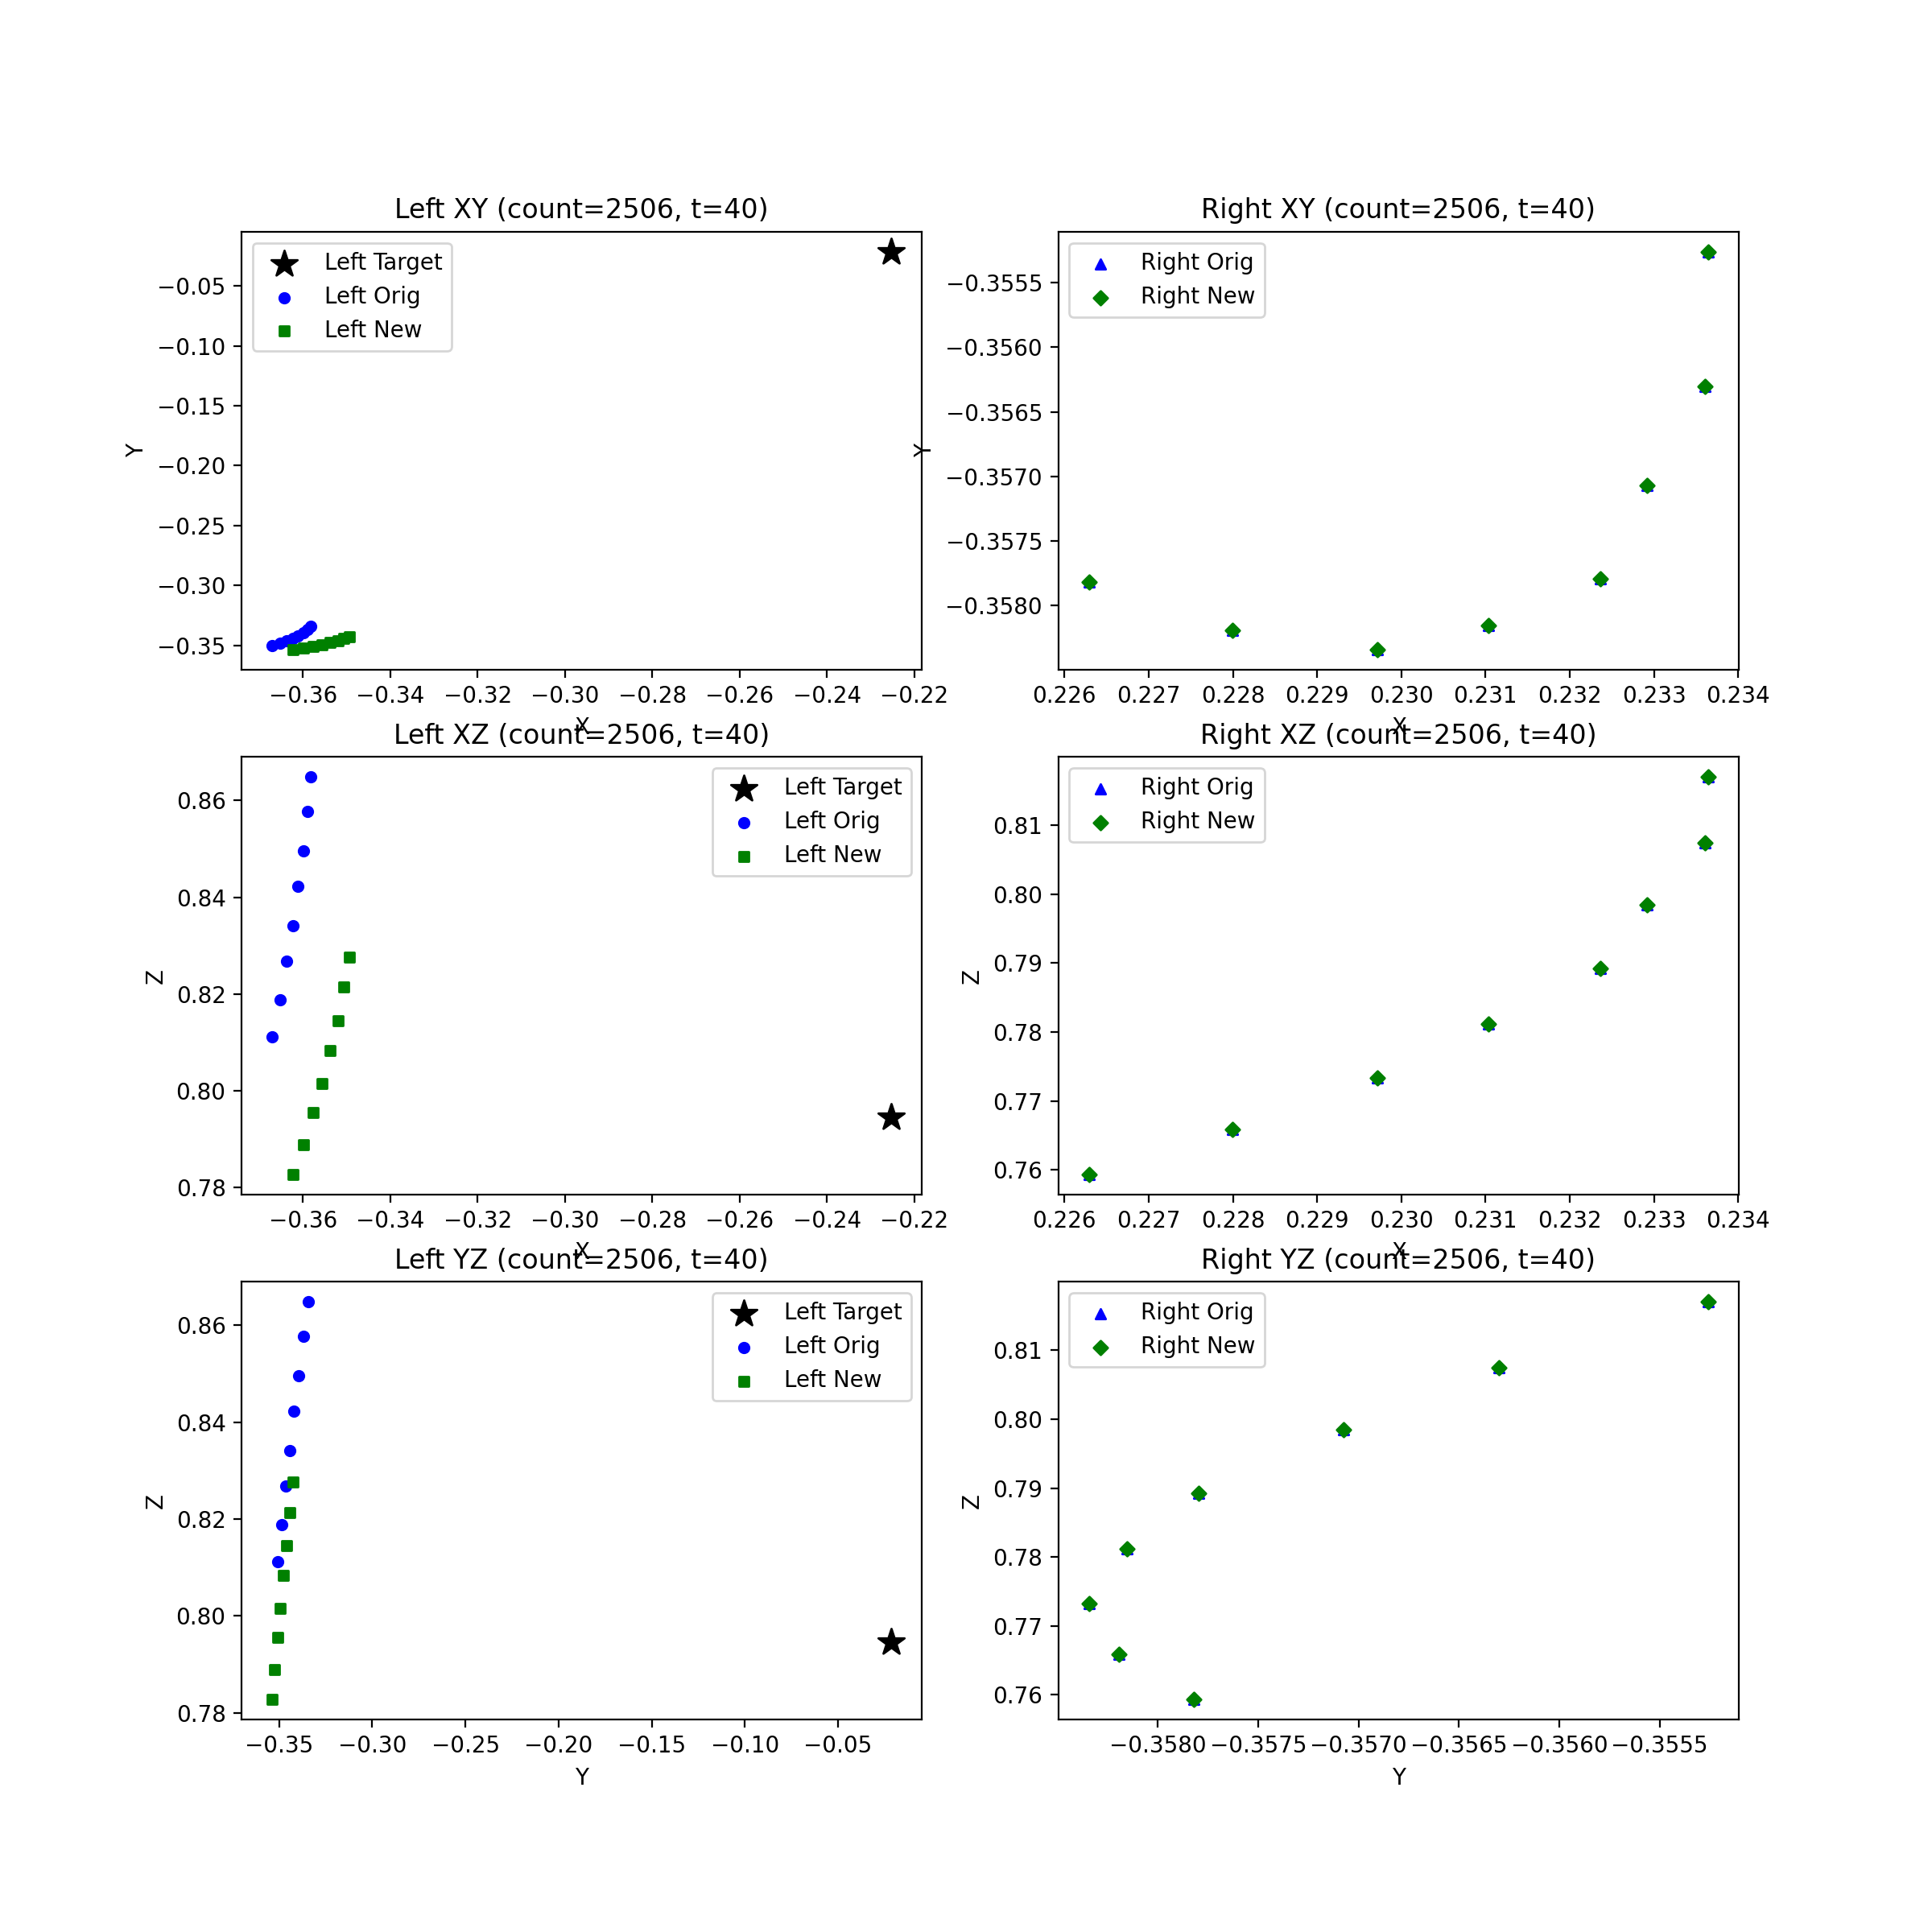 Left XY (count=2506, t=40)
Left Target
Left Orig
Left New
−0.05
−0.10
−0.15
−0.20
−0.25
−0.30
−0.35
Y
−0.36 −0.34 −0.32 −0.30 −0.28 −0.26 −0.24 −0.22
X
Right XY (count=2506, t=40)
Right Orig
Right New
−0.3555
−0.3560
−0.3565
−0.3570
−0.3575
−0.3580
Y
0.226 0.227 0.228 0.229 0.230 0.231 0.232 0.233 0.234
X
Left XZ (count=2506, t=40)
Left Target
Left Orig
Left New
0.86
0.84
0.82
0.80
0.78
Z
−0.36 −0.34 −0.32 −0.30 −0.28 −0.26 −0.24 −0.22
X
Right XZ (count=2506, t=40)
Right Orig
Right New
0.81
0.80
0.79
0.78
0.77
0.76
Z
0.226 0.227 0.228 0.229 0.230 0.231 0.232 0.233 0.234
X
Left YZ (count=2506, t=40)
Left Target
Left Orig
Left New
0.86
0.84
0.82
0.80
0.78
Z
−0.35 −0.30 −0.25 −0.20 −0.15 −0.10 −0.05
Y
Right YZ (count=2506, t=40)
Right Orig
Right New
0.81
0.80
0.79
0.78
0.77
0.76
Z
−0.3580 −0.3575 −0.3570 −0.3565 −0.3560 −0.3555
Y